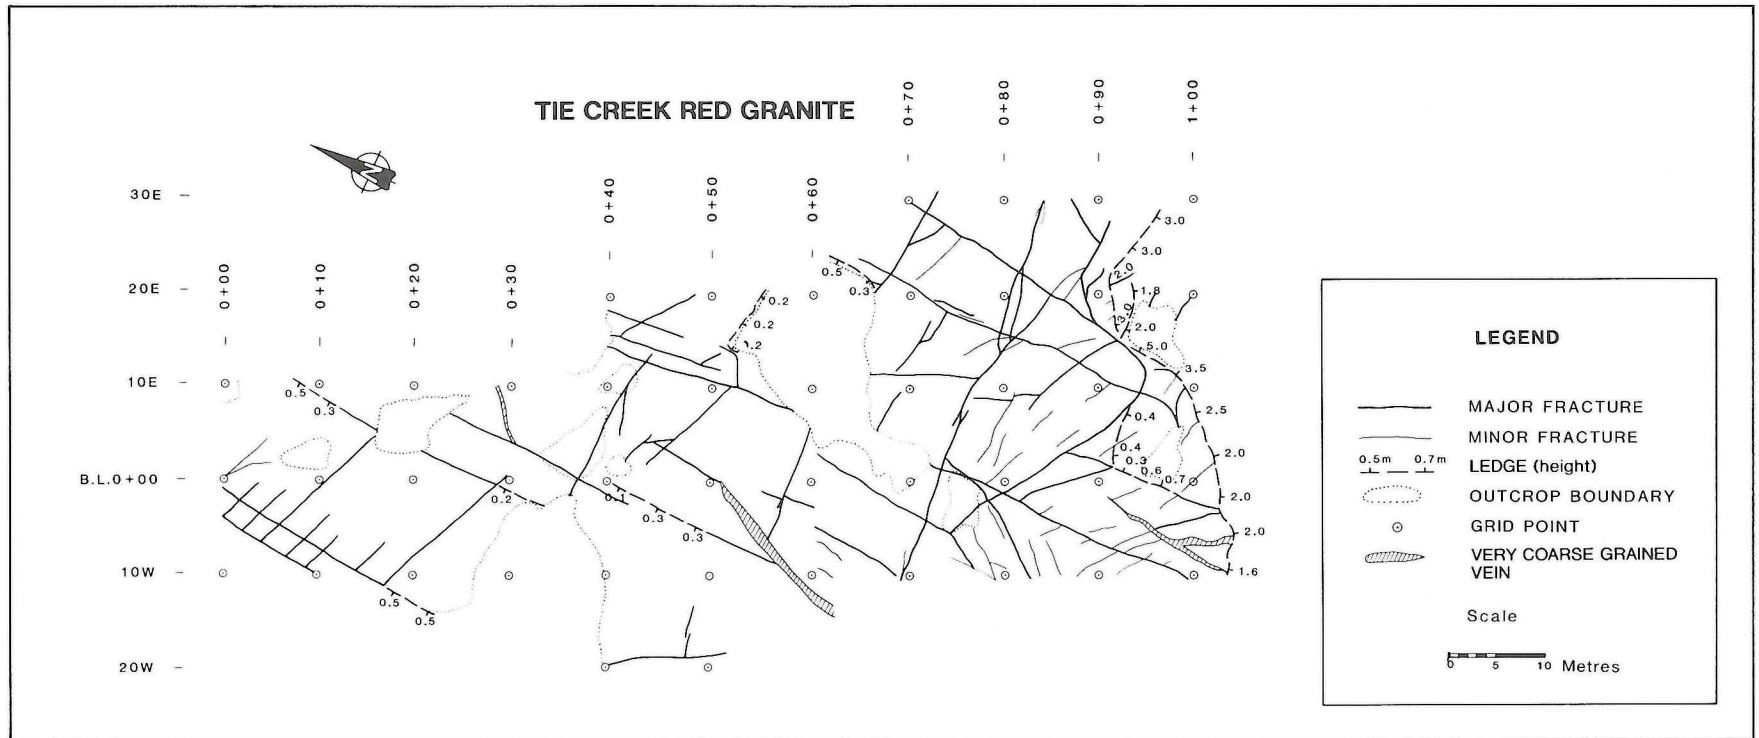 TIE CREEK RED GRANITE
N
0+00
0+10
0+20
0+30
0+40
0+50
0+60
0+70
0+80
0+90
1+00
30E
20E
10E
B.L.0+00
10W
20W
0.5
0.3
0.5
0.5
0.2
0.1
0.3
0.3
0.2
0.2
0.2
0.5
0.3
3.0
3.0
2.0
1.8
3.0
2.0
5.0
3.5
2.5
2.0
2.0
2.0
1.6
0.4
0.4
0.3
0.6
0.7
LEGEND
MAJOR FRACTURE
MINOR FRACTURE
0.5m 0.7m LEDGE (height)
OUTCROP BOUNDARY
GRID POINT
VERY COARSE GRAINED
VEIN
Scale
0 5 10 Metres